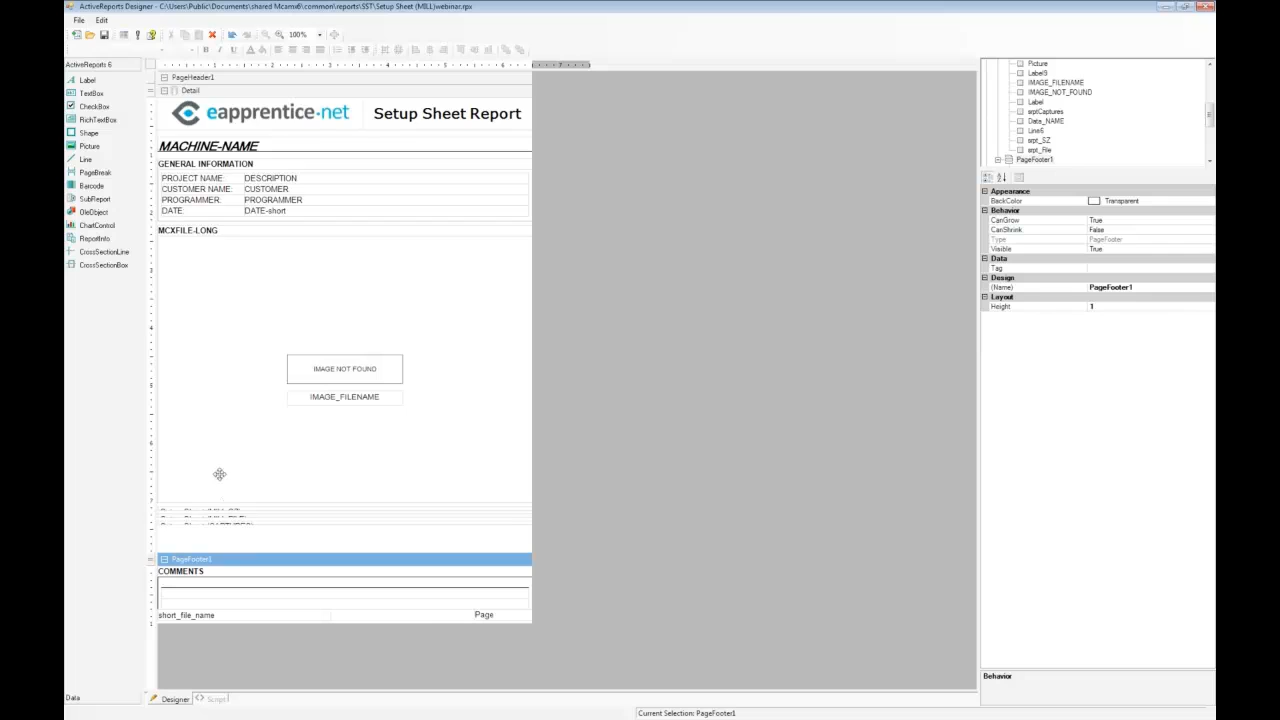 ActiveReports Designer - C:\Users\Public\Documents\shared Mcamx6\common\reports\SST\Setup Sheet (MILL)webinar.rpx
File Edit
100%
ActiveReports 6
Label
TextBox
CheckBox
RichTextBox
Shape
Picture
Line
PageBreak
Barcode
SubReport
OleObject
ChartControl
ReportInfo
CrossSectionLine
CrossSectionBox
Data
PageHeader1
Detail
eapprentice.net Setup Sheet Report
MACHINE-NAME
GENERAL INFORMATION
PROJECT NAME: DESCRIPTION
CUSTOMER NAME: CUSTOMER
PROGRAMMER: PROGRAMMER
DATE: DATE-short
MCXFILE-LONG
IMAGE NOT FOUND
IMAGE_FILENAME
PageFooter1
COMMENTS
short_file_name Page
Designer Script
Picture
Label9
IMAGE_FILENAME
IMAGE_NOT_FOUND
Label
srptCaptures
Data_NAME
Line6
srpt_SZ
srpt_File
PageFooter1
Appearance
BackColor Transparent
Behavior
CanGrow True
CanShrink False
Type PageFooter
Visible True
Data
Tag
Design
(Name) PageFooter1
Layout
Height 1
Behavior
Current Selection: PageFooter1